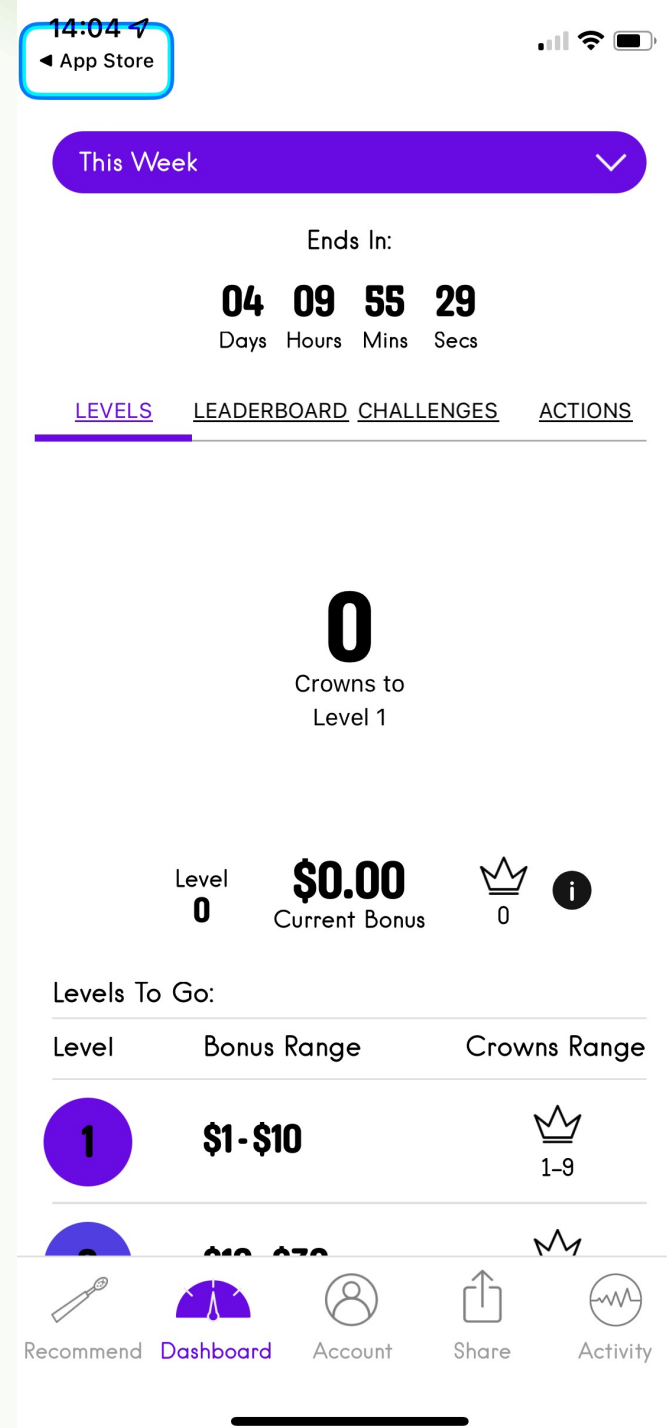 14:04
◀ App Store
This Week
Ends In:
04 09 55 29
Days Hours Mins Secs
LEVELS LEADERBOARD CHALLENGES ACTIONS
0
Crowns to
Level 1
Level $0.00
0 Current Bonus 0 i
Levels To Go:
Level Bonus Range Crowns Range
1 $1-$10
1–9
Recommend Dashboard Account Share Activity